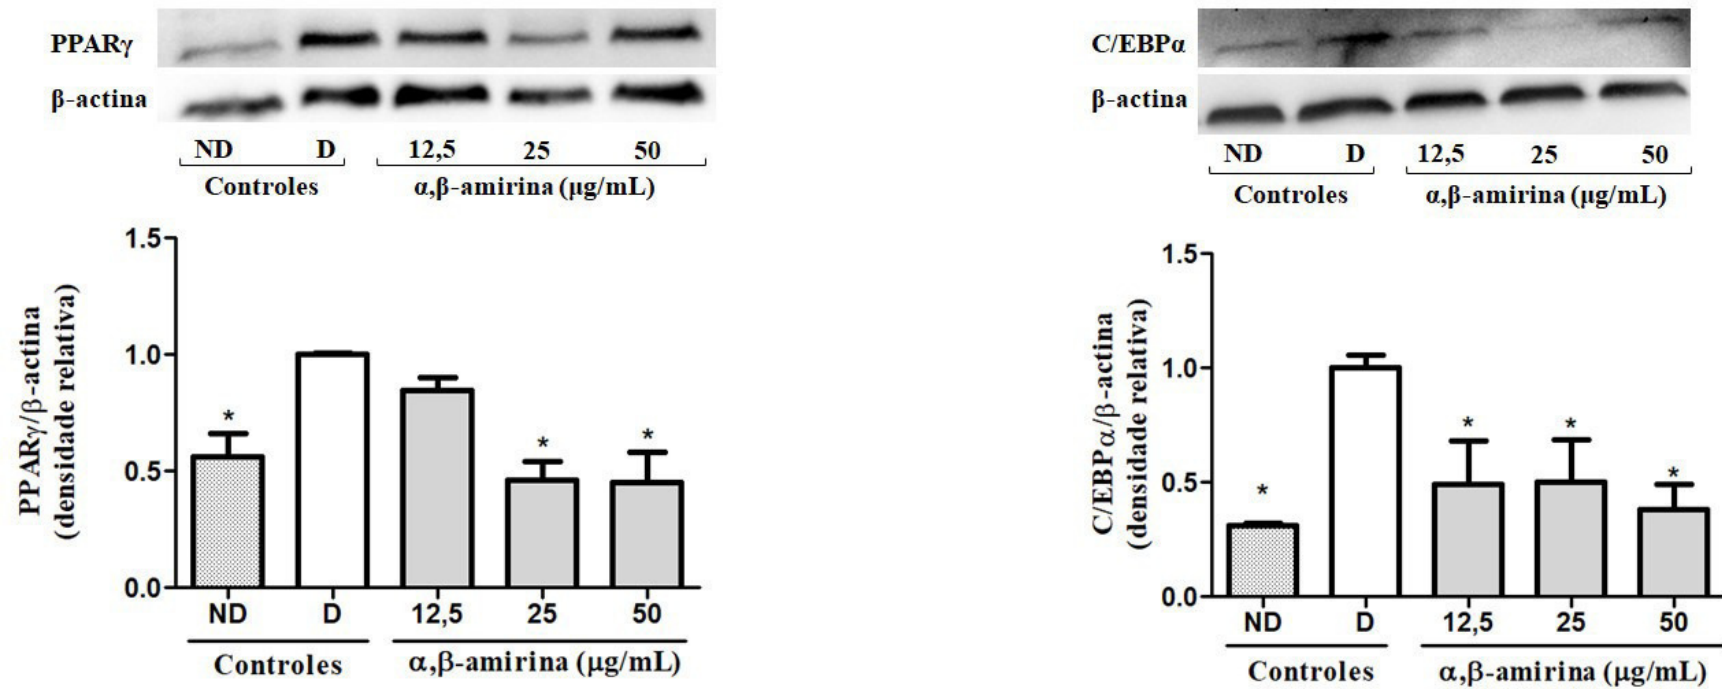 PPARγ
β-actina
ND D 12,5 25 50
Controles α,β-amirina (μg/mL)
PPARγ/β-actina
(densidade relativa)
1.5
1.0
0.5
0.0
*
*
*
ND D 12,5 25 50
Controles α,β-amirina (μg/mL)
C/EBPα
β-actina
ND D 12,5 25 50
Controles α,β-amirina (μg/mL)
C/EBPα/β-actina
(densidade relativa)
1.5
1.0
0.5
0.0
*
*
*
*
ND D 12,5 25 50
Controles α,β-amirina (μg/mL)